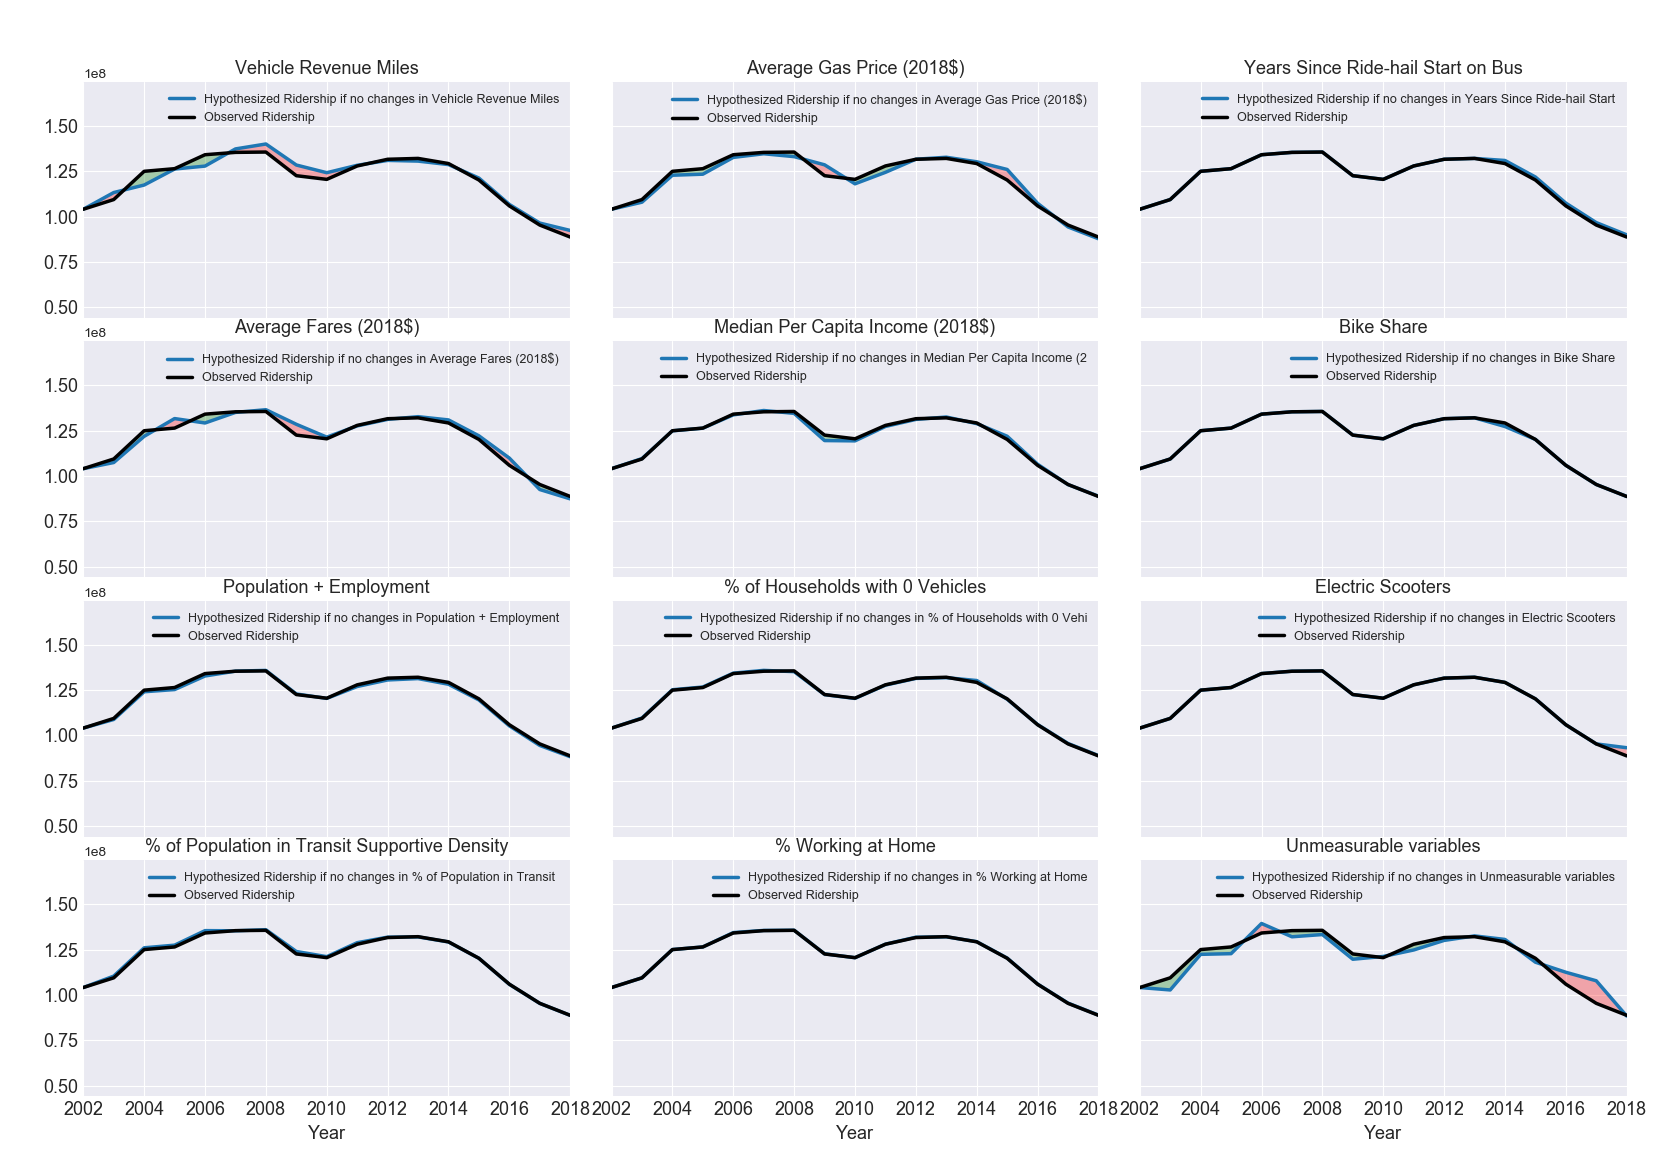 Vehicle Revenue Miles
Average Gas Price (2018$)
Years Since Ride-hail Start on Bus
1e8
Hypothesized Ridership if no changes in Vehicle Revenue Miles
Observed Ridership
Hypothesized Ridership if no changes in Average Gas Price (2018$)
Observed Ridership
Hypothesized Ridership if no changes in Years Since Ride-hail Start
Observed Ridership
1.50
1.25
1.00
0.75
0.50
Average Fares (2018$)
Median Per Capita Income (2018$)
Bike Share
1e8
Hypothesized Ridership if no changes in Average Fares (2018$)
Observed Ridership
Hypothesized Ridership if no changes in Median Per Capita Income (2
Observed Ridership
Hypothesized Ridership if no changes in Bike Share
Observed Ridership
1.50
1.25
1.00
0.75
0.50
Population + Employment
% of Households with 0 Vehicles
Electric Scooters
1e8
Hypothesized Ridership if no changes in Population + Employment
Observed Ridership
Hypothesized Ridership if no changes in % of Households with 0 Vehi
Observed Ridership
Hypothesized Ridership if no changes in Electric Scooters
Observed Ridership
1.50
1.25
1.00
0.75
0.50
% of Population in Transit Supportive Density
% Working at Home
Unmeasurable variables
1e8
Hypothesized Ridership if no changes in % of Population in Transit
Observed Ridership
Hypothesized Ridership if no changes in % Working at Home
Observed Ridership
Hypothesized Ridership if no changes in Unmeasurable variables
Observed Ridership
1.50
1.25
1.00
0.75
0.50
2002 2004 2006 2008 2010 2012 2014 2016 2018
2002 2004 2006 2008 2010 2012 2014 2016 2018
2002 2004 2006 2008 2010 2012 2014 2016 2018
Year
Year
Year